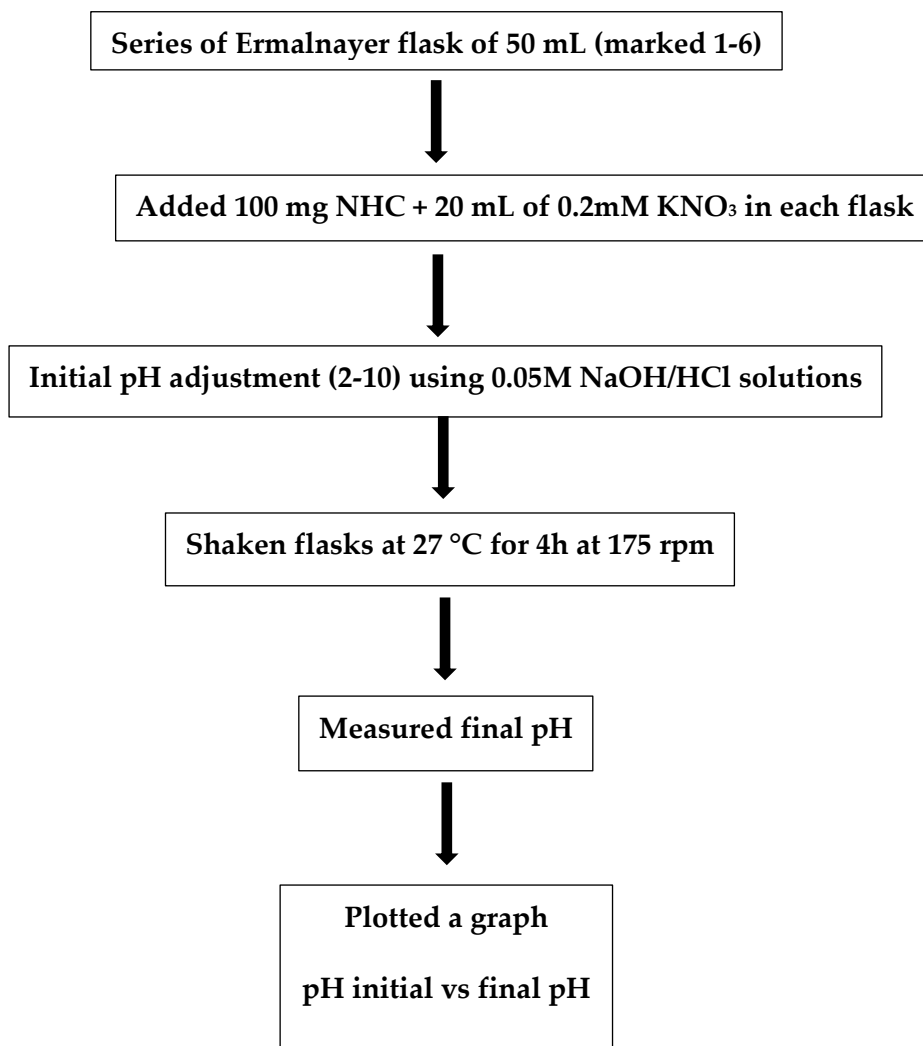 Series of Ermalnayer flask of 50 mL (marked 1-6)
Added 100 mg NHC + 20 mL of 0.2mM KNO₃ in each flask
Initial pH adjustment (2-10) using 0.05M NaOH/HCl solutions
Shaken flasks at 27 °C for 4h at 175 rpm
Measured final pH
Plotted a graph
pH initial vs final pH